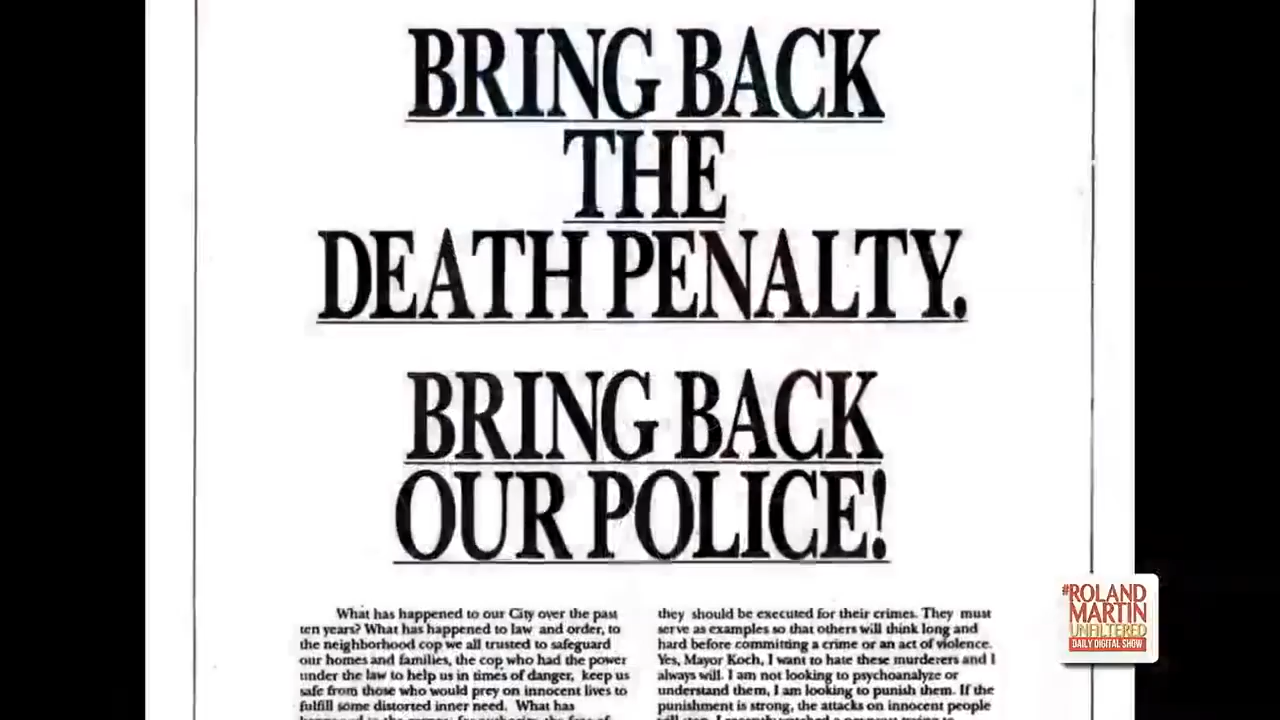 BRING BACK
THE
DEATH PENALTY.
BRING BACK
OUR POLICE!
What has happened to our City over the past
ten years? What has happened to law and order, to
the neighborhood cop we all trusted to safeguard
our homes and families, the cop who had the power
under the law to help us in times of danger, keep us
safe from those who would prey on innocent lives to
fulfill some distorted inner need. What has
they should be executed for their crimes. They must
serve as examples so that others will think long and
hard before committing a crime or an act of violence.
Yes, Mayor Koch, I want to hate these murderers and I
always will. I am not looking to psychoanalyze or
understand them, I am looking to punish them. If the
punishment is strong, the attacks on innocent people
#ROLAND
MARTIN
UNFILTERED
DAILY DIGITAL SHOW